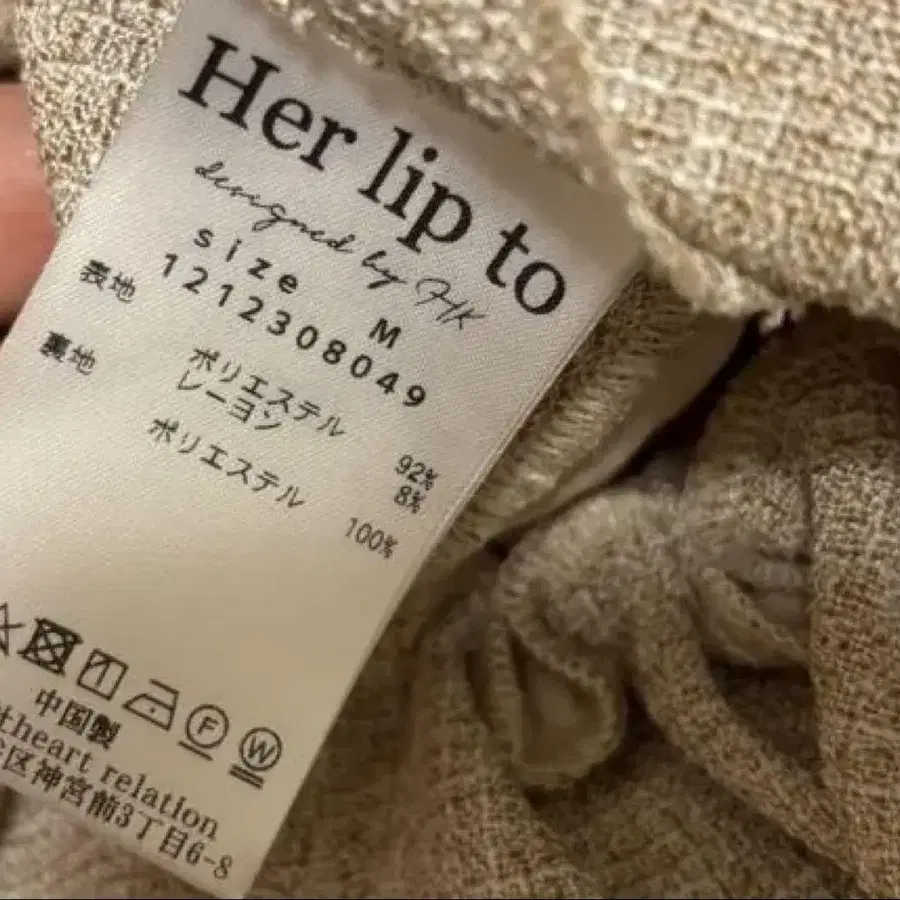 Her lip to
designed by HK
size M
1212308049
表地 ポリエステル 92%
レーヨン 8%
裏地 ポリエステル 100%
F W
中国製
theart relation
区神宮前3丁目6-8